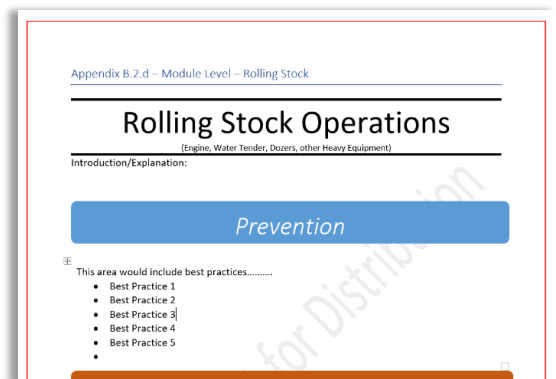 Appendix B.2.d – Module Level – Rolling Stock
Rolling Stock Operations
(Engine, Water Tender, Dozers, other Heavy Equipment)
Introduction/Explanation:
Prevention
This area would include best practices..........
• Best Practice 1
• Best Practice 2
• Best Practice 3
• Best Practice 4
• Best Practice 5
•
for Distribution